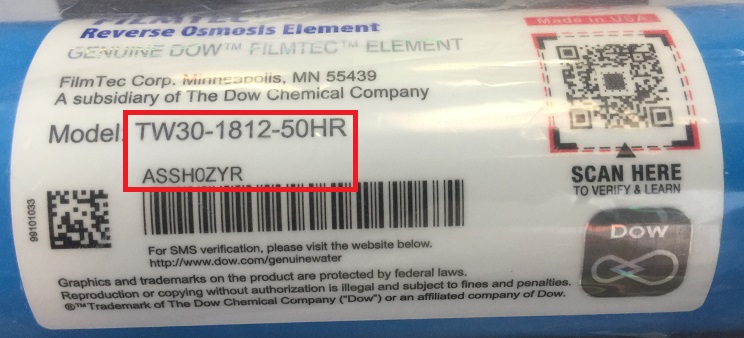 FILMTEC
Reverse Osmosis Element
GENUINE DOW™ FILMTEC™ ELEMENT
FilmTec Corp. Minneapolis, MN 55439
A subsidiary of The Dow Chemical Company
Model: TW30-1812-50HR
ASSH0ZYR
99101033
For SMS verification, please visit the website below.
http://www.dow.com/genuinewater
Graphics and trademarks on the product are protected by federal laws.
Reproduction or copying without authorization is illegal and subject to fines and penalties.
®™Trademark of The Dow Chemical Company ("Dow") or an affiliated company of Dow.
Made in USA
SCAN HERE
TO VERIFY & LEARN
DOW